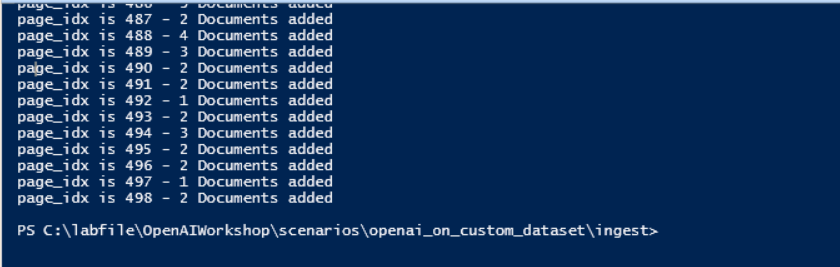 page_idx is 487 - 2 Documents added
page_idx is 488 - 4 Documents added
page_idx is 489 - 3 Documents added
page_idx is 490 - 2 Documents added
page_idx is 491 - 2 Documents added
page_idx is 492 - 1 Documents added
page_idx is 493 - 2 Documents added
page_idx is 494 - 3 Documents added
page_idx is 495 - 2 Documents added
page_idx is 496 - 2 Documents added
page_idx is 497 - 1 Documents added
page_idx is 498 - 2 Documents added
PS C:\labfile\OpenAIWorkshop\scenarios\openai_on_custom_dataset\ingest>